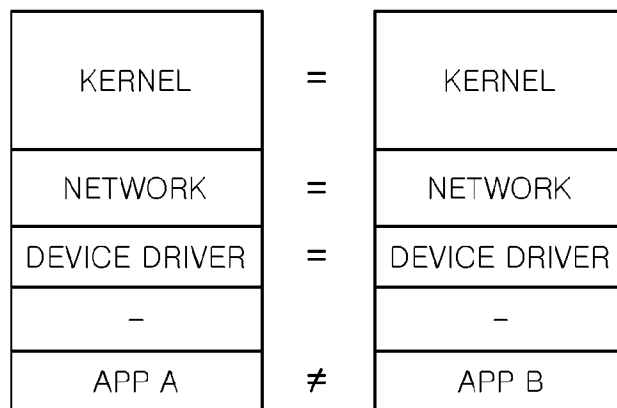 KERNEL = KERNEL
NETWORK = NETWORK
DEVICE DRIVER = DEVICE DRIVER
– –
APP A ≠ APP B